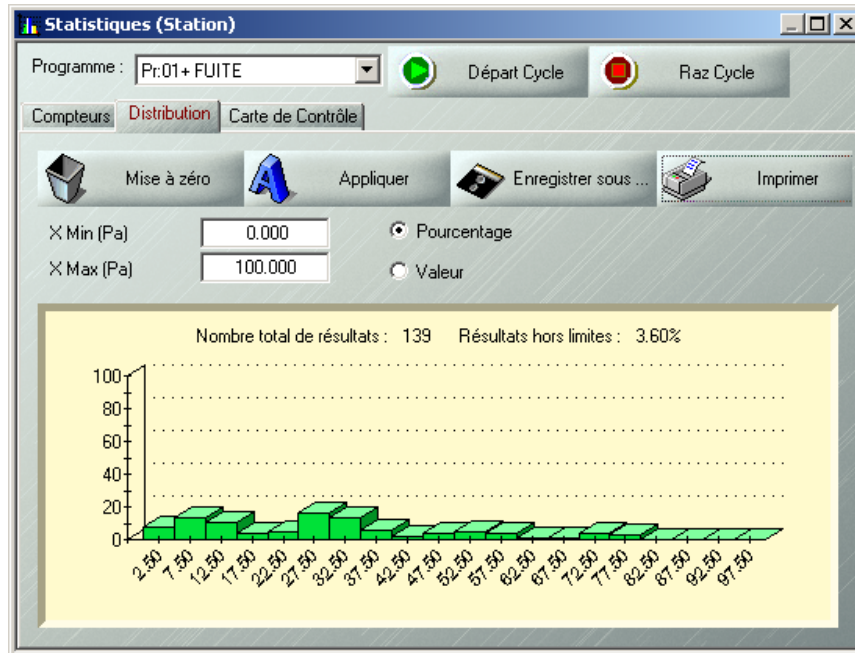 Statistiques (Station)
Programme : Pr:01+ FUITE Départ Cycle Raz Cycle
Compteurs Distribution Carte de Contrôle
Mise à zéro Appliquer Enregistrer sous ... Imprimer
X Min (Pa) 0.000 Pourcentage
X Max (Pa) 100.000 Valeur
Nombre total de résultats : 139 Résultats hors limites : 3.60%
100
80
60
40
20
0
2.50 7.50 12.50 17.50 22.50 27.50 32.50 37.50 42.50 47.50 52.50 57.50 62.50 67.50 72.50 77.50 82.50 87.50 92.50 97.50